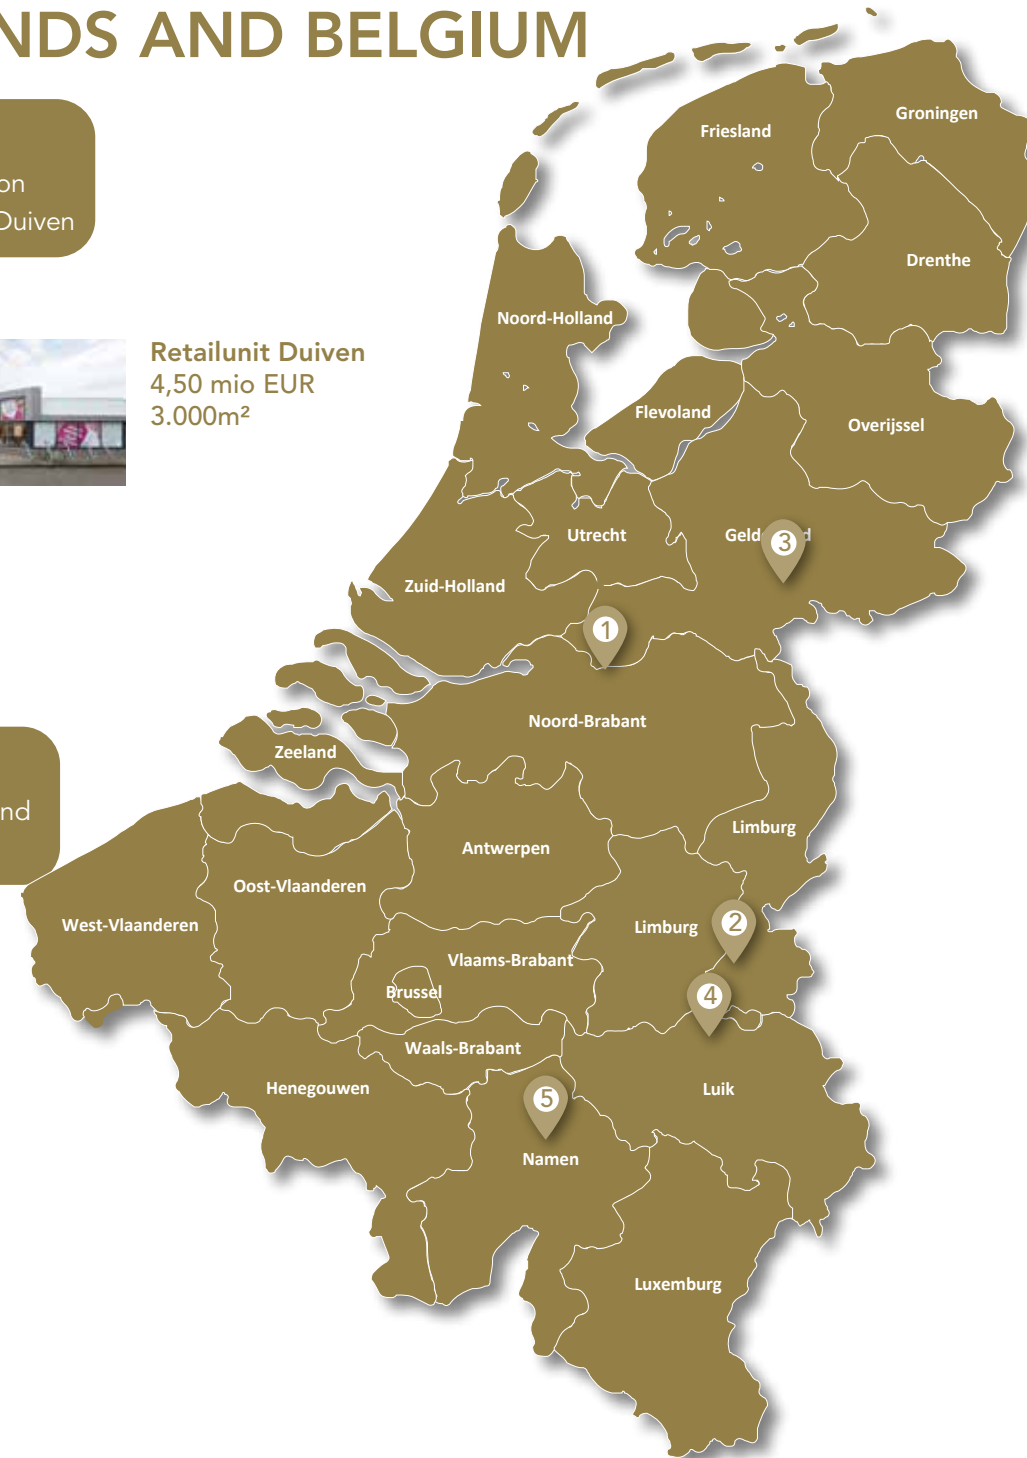 NDS AND BELGIUM
on
Duiven
Retailunit Duiven
4,50 mio EUR
3.000m²
nd
Groningen
Friesland
Drenthe
Noord-Holland
Flevoland
Overijssel
Utrecht
Geld
d
3
Zuid-Holland
1
Noord-Brabant
Zeeland
Limburg
Antwerpen
Oost-Vlaanderen
West-Vlaanderen
Limburg
2
Vlaams-Brabant
Brussel
4
Waals-Brabant
Henegouwen
Luik
5
Namen
Luxemburg